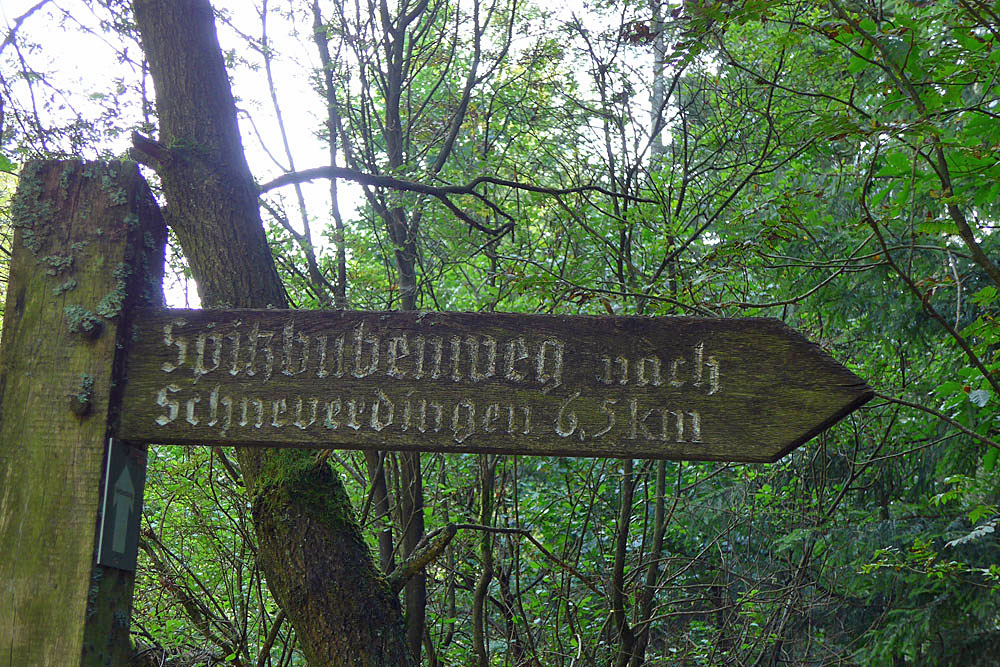 Spitzbubenweg nach
Schneverdingen 6,5 km